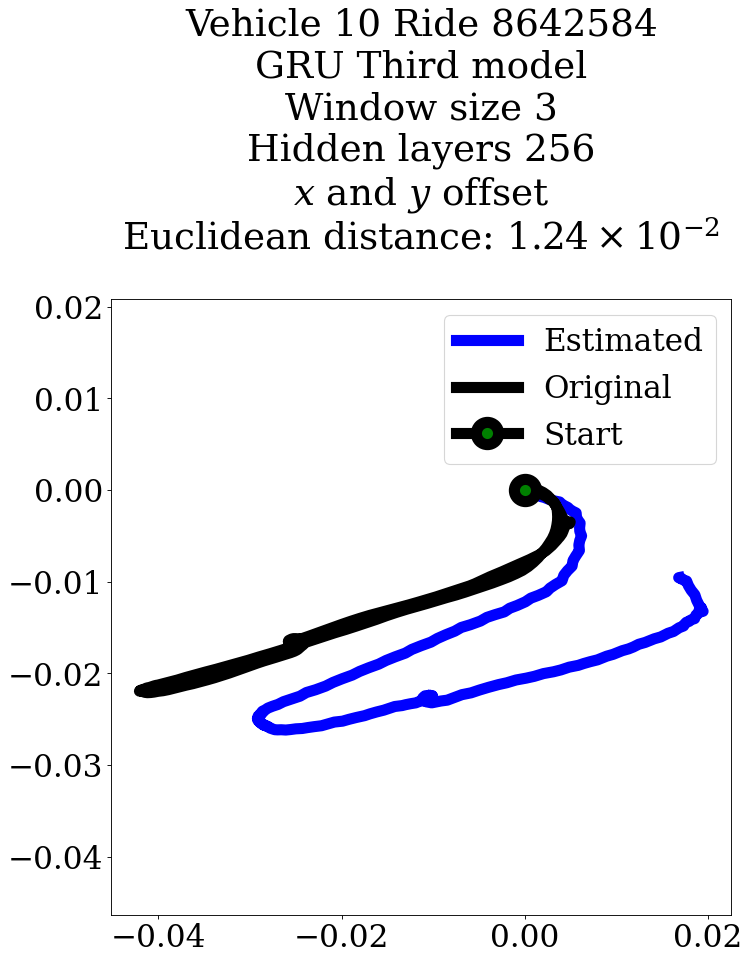 Vehicle 10 Ride 8642584
GRU Third model
Window size 3
Hidden layers 256
x and y offset
Euclidean distance: 1.24 × 10⁻²
Estimated
Original
Start
0.02
0.01
0.00
−0.01
−0.02
−0.03
−0.04
−0.04 −0.02 0.00 0.02